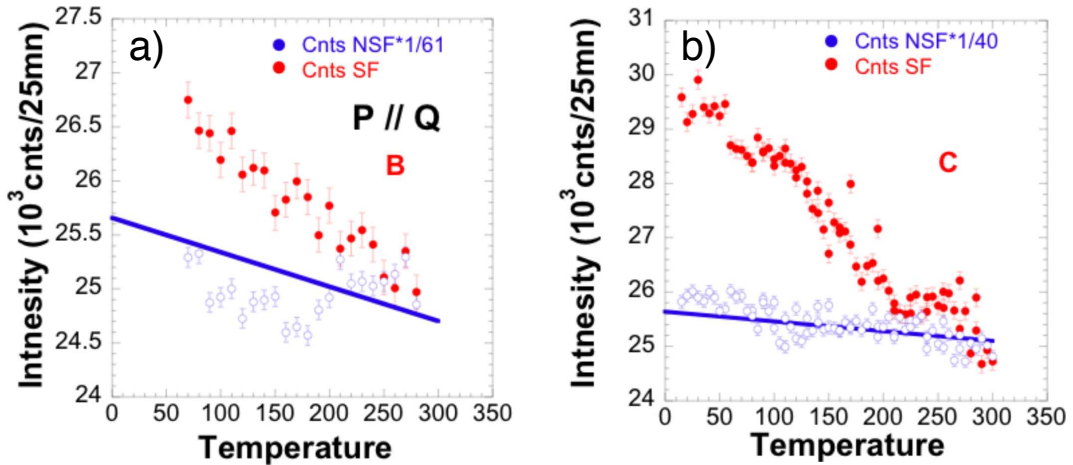 a)
Cnts NSF*1/61
Cnts SF
P // Q
B
Intnesity (10³cnts/25mn)
27.5
27
26.5
26
25.5
25
24.5
24
0 50 100 150 200 250 300 350
Temperature
b)
Cnts NSF*1/40
Cnts SF
C
Intnesity (10³cnts/25mn)
31
30
29
28
27
26
25
24
0 50 100 150 200 250 300 350
Temperature